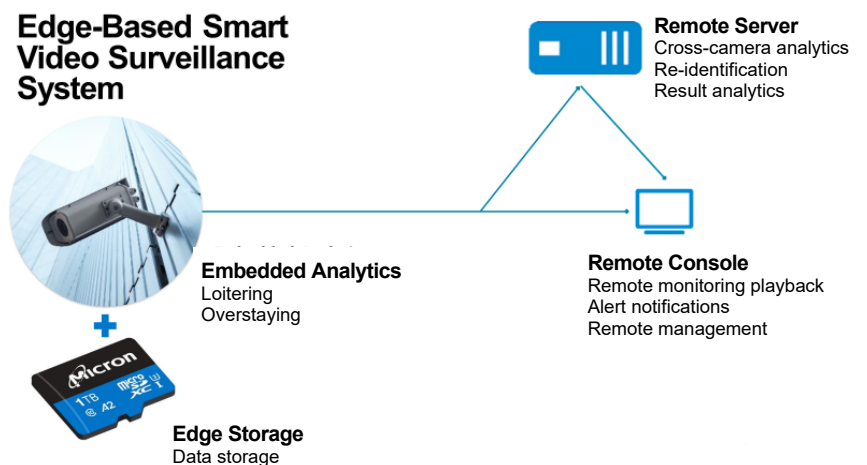 Edge-Based Smart
Video Surveillance
System
Remote Server
Cross-camera analytics
Re-identification
Result analytics
Embedded Analytics
Loitering
Overstaying
Remote Console
Remote monitoring playback
Alert notifications
Remote management
Micron
1TB
A2
micro
SD
XC I
U3
Edge Storage
Data storage